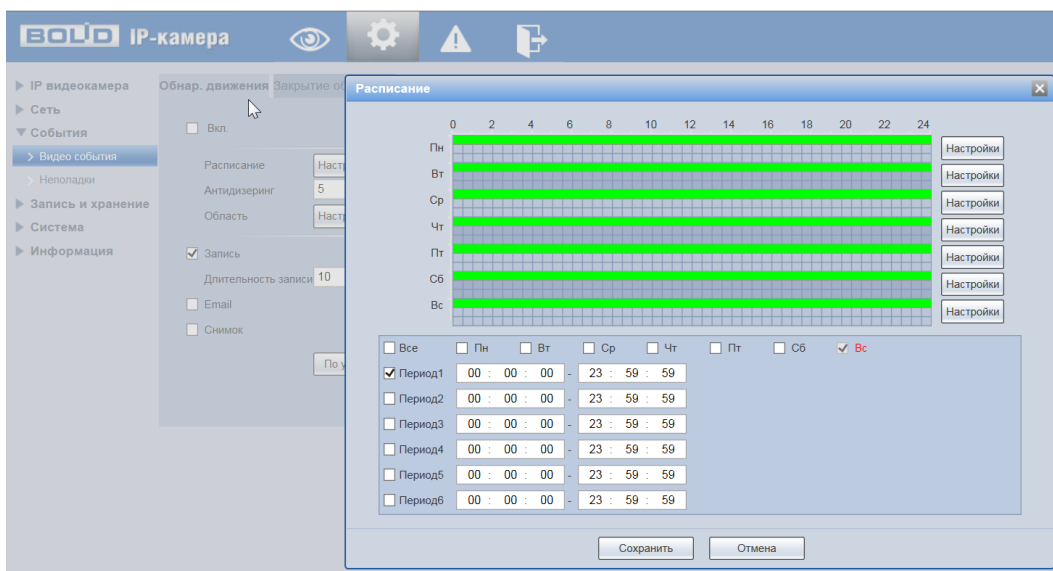 BOLID IP-камера
IP видеокамера
Сеть
События
Видео события
Неполадки
Запись и хранение
Система
Информация
Обнар. движения Закрытие об
Вкл.
Расписание Настр
Антидизеринг 5
Область Настр
Запись
Длительность записи 10
Email
Снимок
По у
Расписание
0 2 4 6 8 10 12 14 16 18 20 22 24
Пн Настройки
Вт Настройки
Ср Настройки
Чт Настройки
Пт Настройки
Сб Настройки
Вс Настройки
Все Пн Вт Ср Чт Пт Сб Вс
Период1 00 : 00 : 00 - 23 : 59 : 59
Период2 00 : 00 : 00 - 23 : 59 : 59
Период3 00 : 00 : 00 - 23 : 59 : 59
Период4 00 : 00 : 00 - 23 : 59 : 59
Период5 00 : 00 : 00 - 23 : 59 : 59
Период6 00 : 00 : 00 - 23 : 59 : 59
Сохранить Отмена